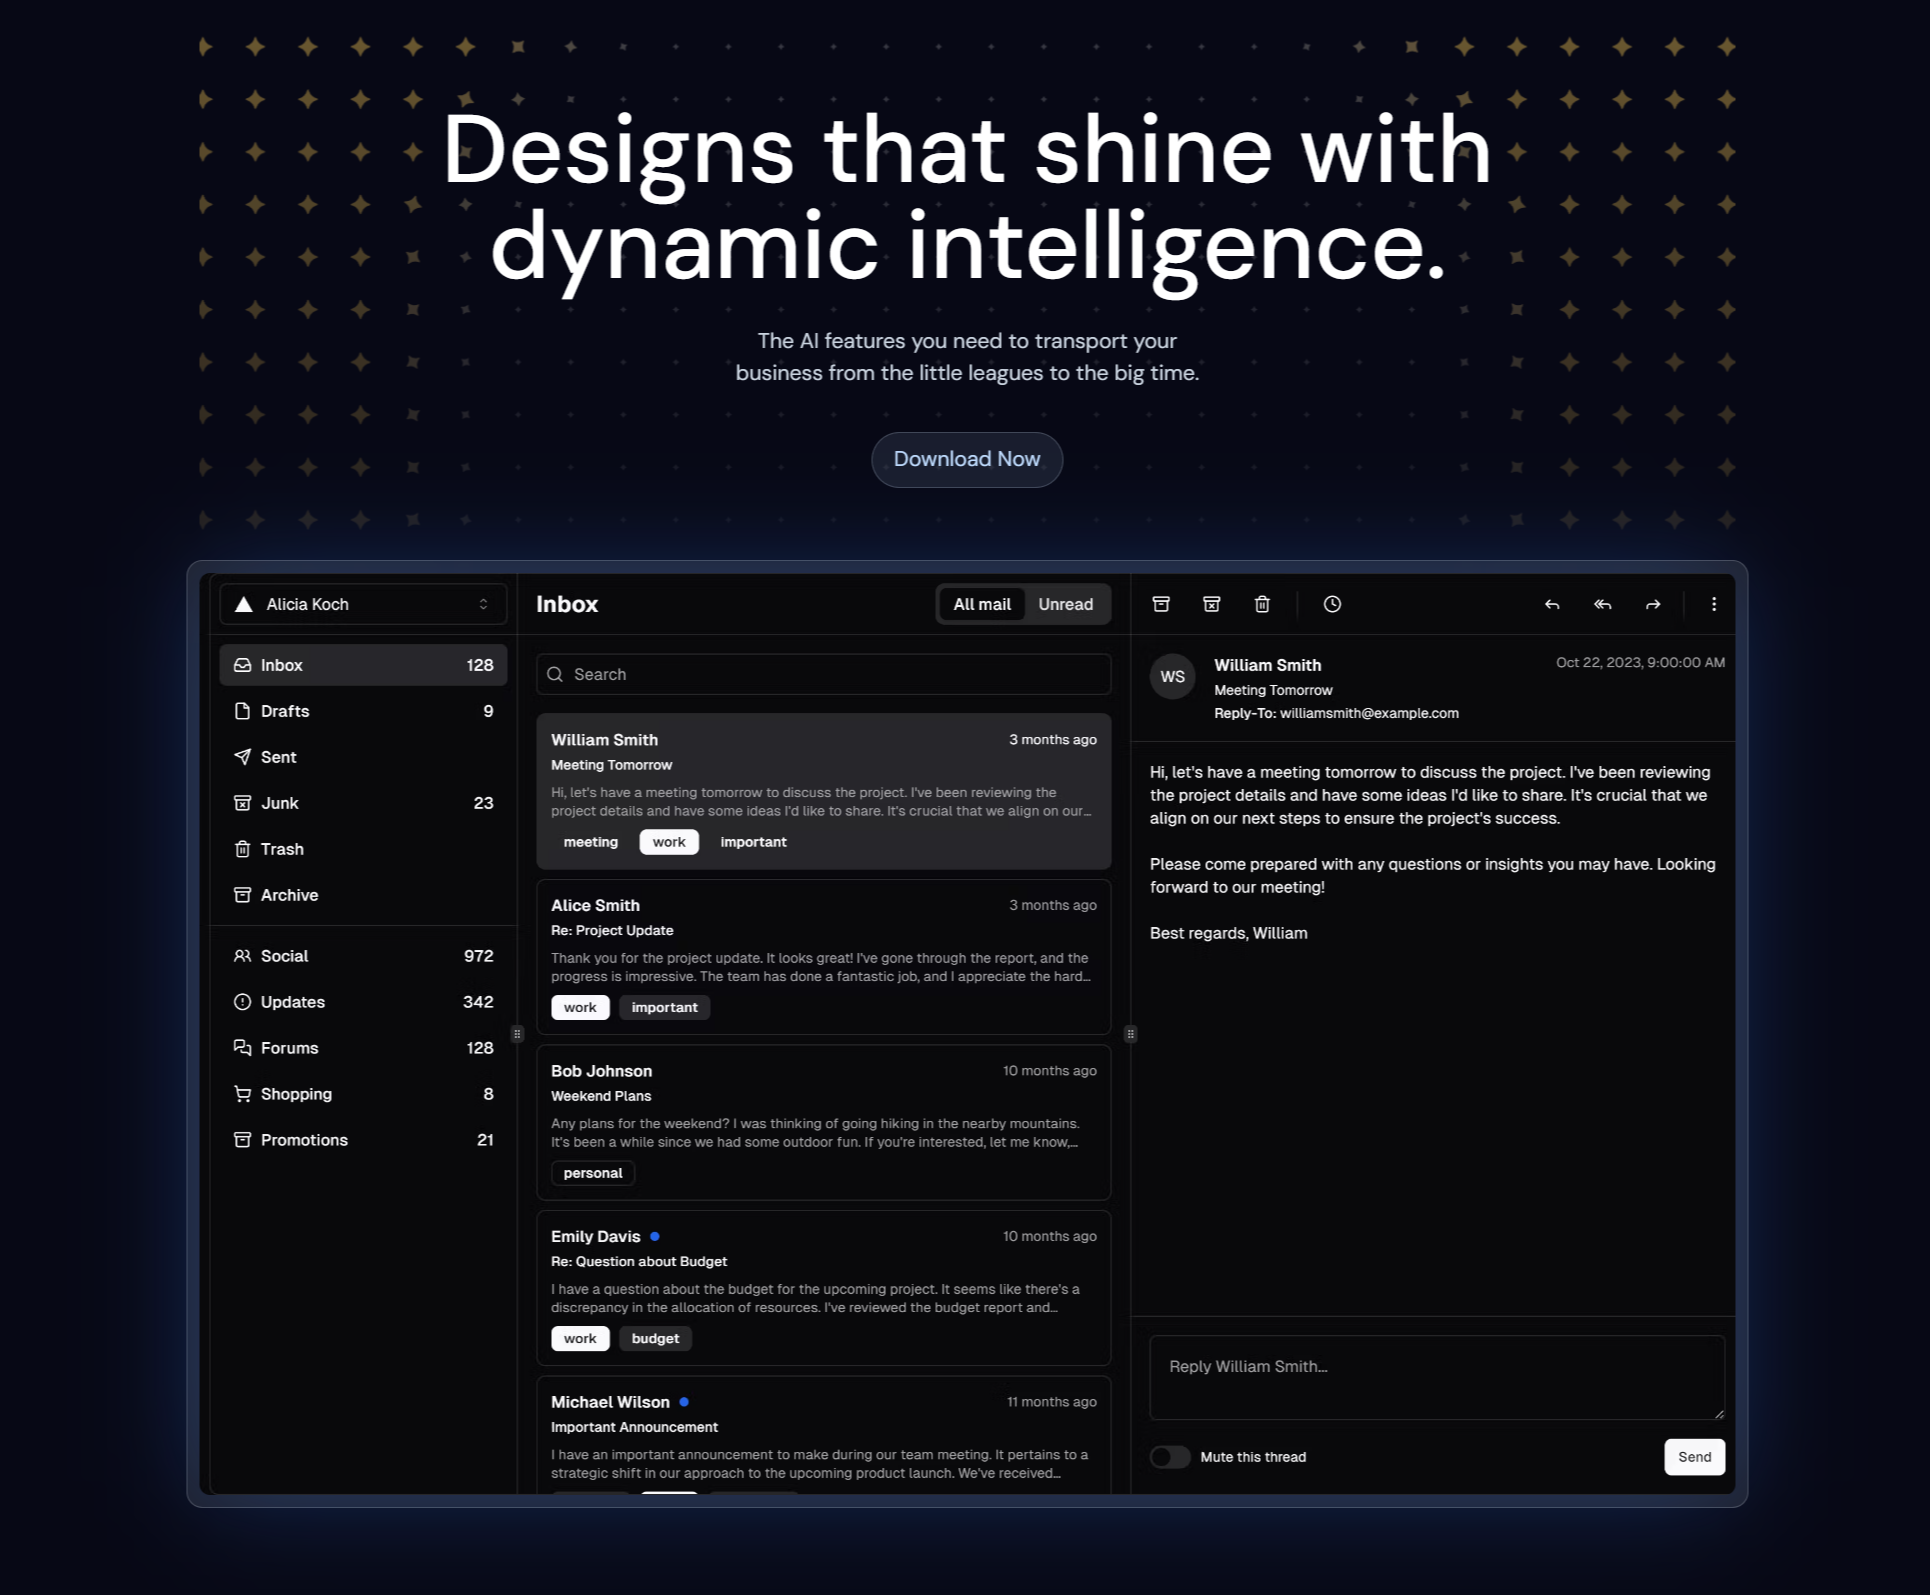 Designs that shine with
dynamic intelligence.
The AI features you need to transport your
business from the little leagues to the big time.
Download Now
Alicia Koch
Inbox 128
Drafts 9
Sent
Junk 23
Trash
Archive
Social 972
Updates 342
Forums 128
Shopping 8
Promotions 21
Inbox
All mail Unread
Search
William Smith 3 months ago
Meeting Tomorrow
Hi, let's have a meeting tomorrow to discuss the project. I've been reviewing the
project details and have some ideas I'd like to share. It's crucial that we align on our...
meeting work important
Alice Smith 3 months ago
Re: Project Update
Thank you for the project update. It looks great! I've gone through the report, and the
progress is impressive. The team has done a fantastic job, and I appreciate the hard...
work important
Bob Johnson 10 months ago
Weekend Plans
Any plans for the weekend? I was thinking of going hiking in the nearby mountains.
It's been a while since we had some outdoor fun. If you're interested, let me know,...
personal
Emily Davis 10 months ago
Re: Question about Budget
I have a question about the budget for the upcoming project. It seems like there's a
discrepancy in the allocation of resources. I've reviewed the budget report and...
work budget
Michael Wilson 11 months ago
Important Announcement
I have an important announcement to make during our team meeting. It pertains to a
strategic shift in our approach to the upcoming product launch. We've received...
WS
William Smith Oct 22, 2023, 9:00:00 AM
Meeting Tomorrow
Reply-To: williamsmith@example.com
Hi, let's have a meeting tomorrow to discuss the project. I've been reviewing
the project details and have some ideas I'd like to share. It's crucial that we
align on our next steps to ensure the project's success.
Please come prepared with any questions or insights you may have. Looking
forward to our meeting!
Best regards, William
Reply William Smith...
Mute this thread Send